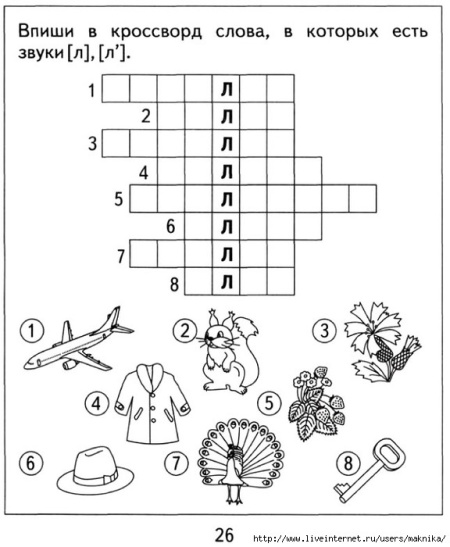 Впиши в кроссворд слова, в которых есть
звуки [л], [л’].
1 Л
2 Л
3 Л
4 Л
5 Л
6 Л
7 Л
8 Л
1 2 3
4 5
6 7 8
26
http://www.liveinternet.ru/users/maknika/